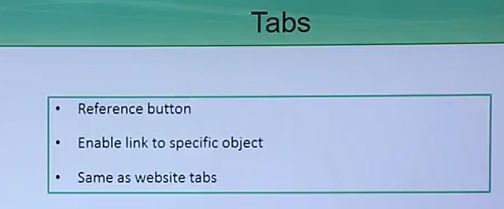 Tabs
• Reference button
• Enable link to specific object
• Same as website tabs